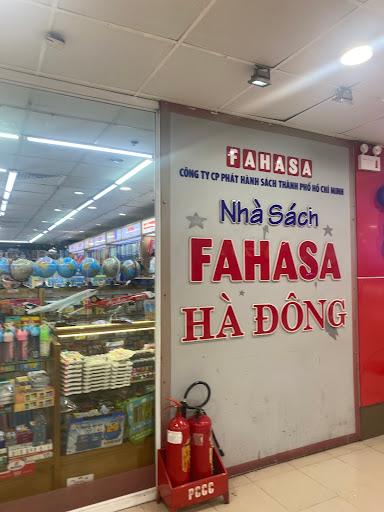 fAHASA
CÔNG TY CP PHÁT HÀNH SÁCH THÀNH PHỐ HỒ CHÍ MINH
Nhà Sách
FAHASA
HÀ ĐÔNG
PCCC